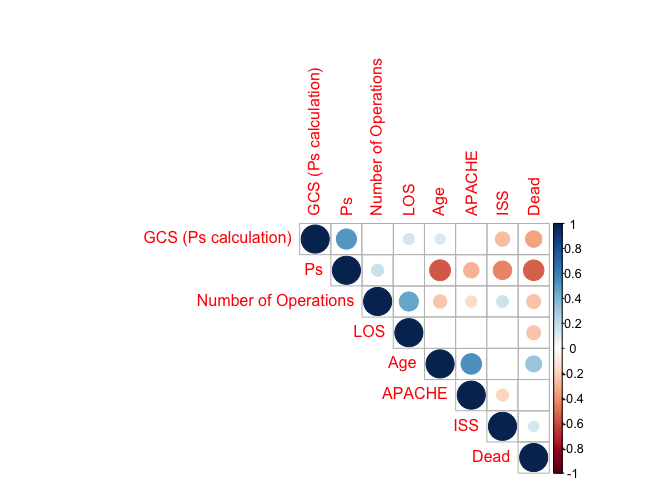 GCS (Ps calculation)
Ps
Number of Operations
LOS
Age
APACHE
ISS
Dead
GCS (Ps calculation)
Ps
Number of Operations
LOS
Age
APACHE
ISS
Dead
1
0.8
0.6
0.4
0.2
0
-0.2
-0.4
-0.6
-0.8
-1